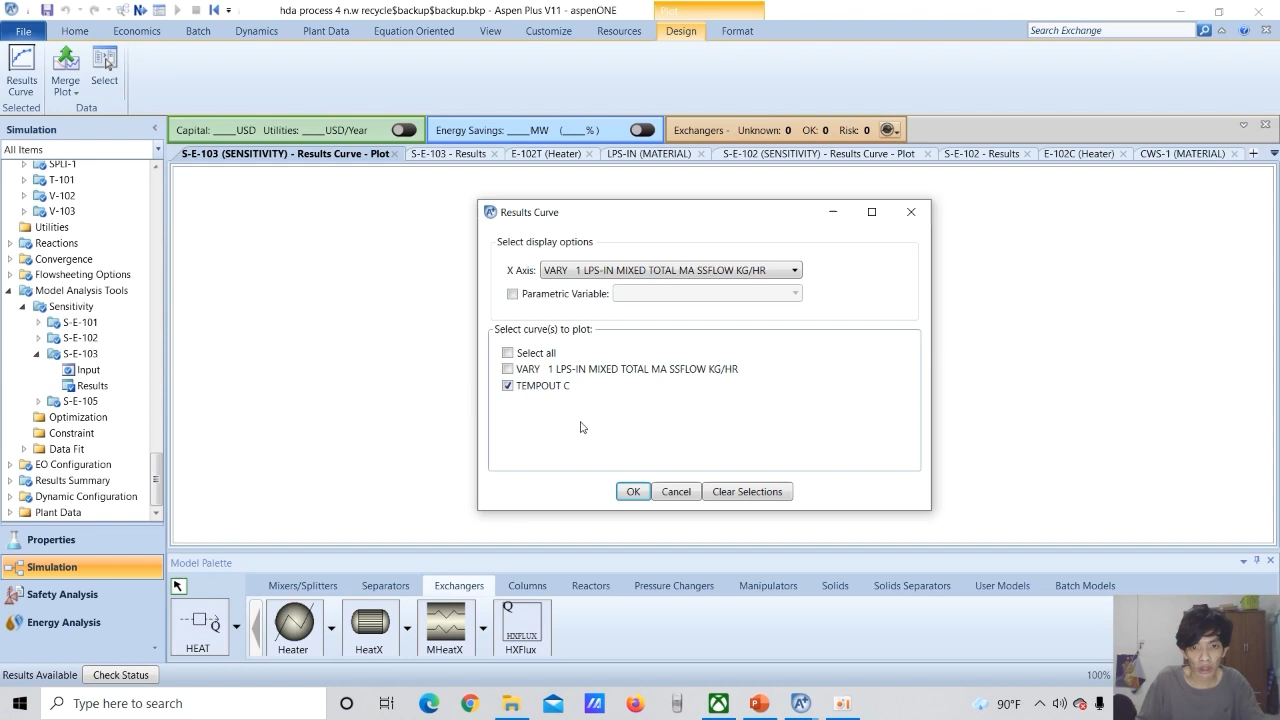 hda process 4 n.w recycle$backup$backup.bkp - Aspen Plus V11 - aspenONE
Plot
File Home Economics Batch Dynamics Plant Data Equation Oriented View Customize Resources Design Format Search Exchange
Results Curve
Merge Plot
Select
Selected
Data
Simulation
Capital: ____USD Utilities: ____USD/Year
Energy Savings: ____MW (____%)
Exchangers - Unknown: 0 OK: 0 Risk: 0
All Items
S-E-103 (SENSITIVITY) - Results Curve - Plot S-E-103 - Results E-102T (Heater) LPS-IN (MATERIAL) S-E-102 (SENSITIVITY) - Results Curve - Plot S-E-102 - Results E-102C (Heater) CWS-1 (MATERIAL)
SPLI-1
T-101
V-102
V-103
Utilities
Reactions
Convergence
Flowsheeting Options
Model Analysis Tools
Sensitivity
S-E-101
S-E-102
S-E-103
Input
Results
S-E-105
Optimization
Constraint
Data Fit
EO Configuration
Results Summary
Dynamic Configuration
Plant Data
Properties
Simulation
Safety Analysis
Energy Analysis
Results Curve
Select display options
X Axis: VARY 1 LPS-IN MIXED TOTAL MA SSFLOW KG/HR
Parametric Variable:
Select curve(s) to plot:
Select all
VARY 1 LPS-IN MIXED TOTAL MA SSFLOW KG/HR
TEMPOUT C
OK Cancel Clear Selections
Model Palette
Mixers/Splitters Separators Exchangers Columns Reactors Pressure Changers Manipulators Solids Solids Separators User Models Batch Models
Q
Q
HXFLUX
HEAT Heater HeatX MHeatX HXFlux
Results Available Check Status 100%
Type here to search 90°F